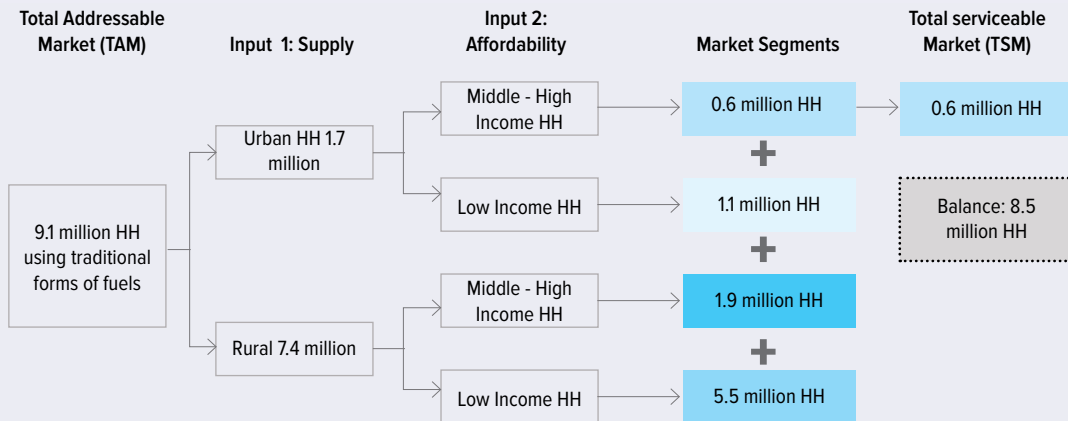 Total Addressable
Market (TAM)
Input 1: Supply
Input 2:
Affordability
Market Segments
Total serviceable
Market (TSM)
9.1 million HH
using traditional
forms of fuels
Urban HH 1.7
million
Rural 7.4 million
Middle - High
Income HH
Low Income HH
Middle - High
Income HH
Low Income HH
0.6 million HH
+
1.1 million HH
+
1.9 million HH
+
5.5 million HH
0.6 million HH
Balance: 8.5
million HH